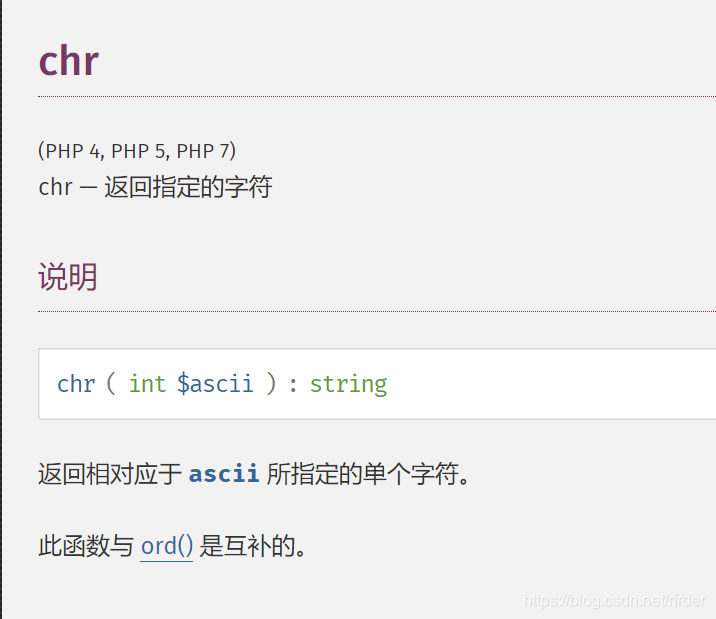 chr
(PHP 4, PHP 5, PHP 7)
chr — 返回指定的字符
说明
chr ( int $ascii ) : string
返回相对应于 ascii 所指定的单个字符。
此函数与 ord() 是互补的。
https://blog.csdn.net/rfrder